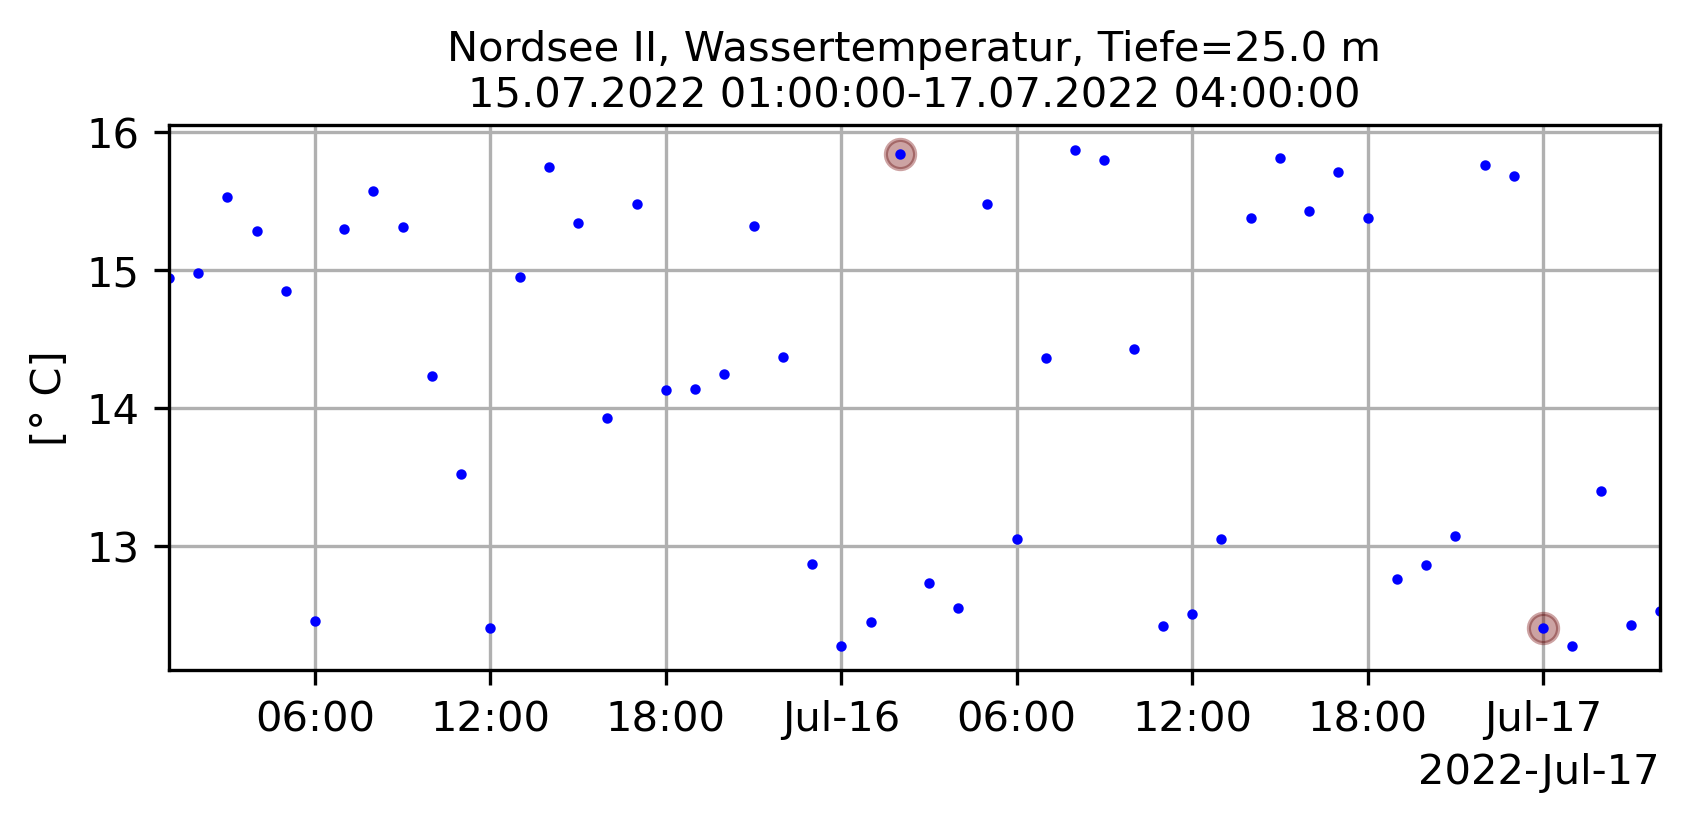 Nordsee II, Wassertemperatur, Tiefe=25.0 m
15.07.2022 01:00:00-17.07.2022 04:00:00
16
15
14
13
[° C]
06:00 12:00 18:00 Jul-16 06:00 12:00 18:00 Jul-17
2022-Jul-17